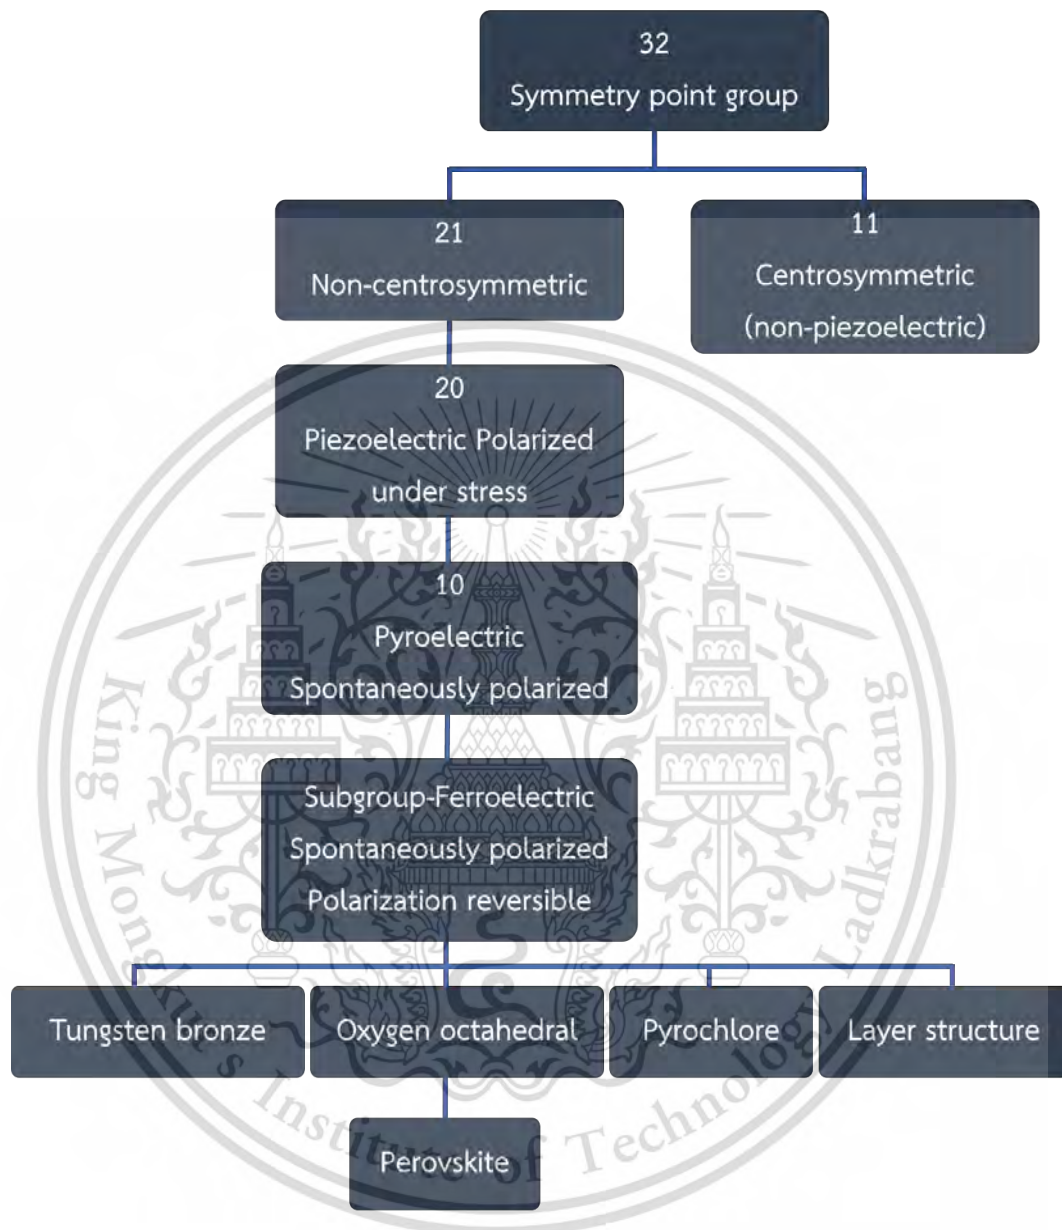 32
Symmetry point group
21
Non-centrosymmetric
11
Centrosymmetric
(non-piezoelectric)
20
Piezoelectric Polarized
under stress
10
Pyroelectric
Spontaneously polarized
Subgroup-Ferroelectric
Spontaneously polarized
Polarization reversible
Tungsten bronze
Oxygen octahedral
Pyrochlore
Layer structure
Perovskite
King Mongkut's Institute of Technology Ladkrabang